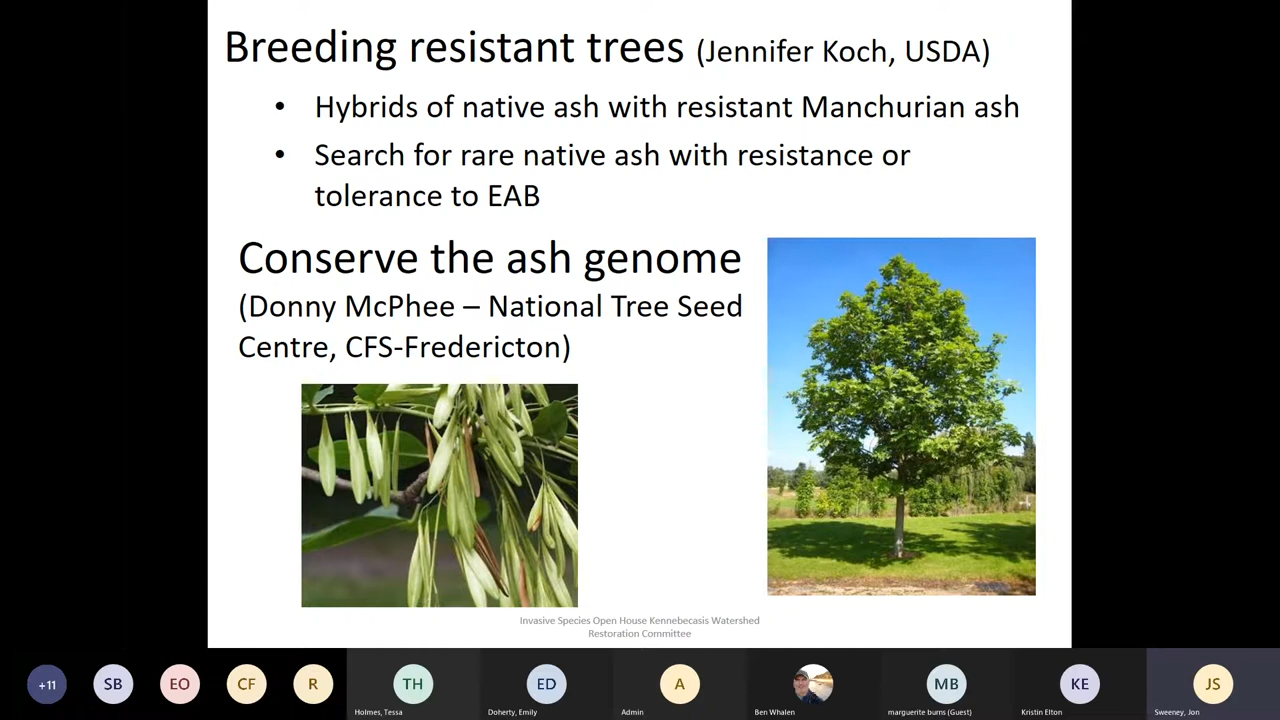 Breeding resistant trees (Jennifer Koch, USDA)
• Hybrids of native ash with resistant Manchurian ash
• Search for rare native ash with resistance or
tolerance to EAB
Conserve the ash genome
(Donny McPhee – National Tree Seed
Centre, CFS-Fredericton)
Invasive Species Open House Kennebecasis Watershed
Restoration Committee
+11
SB
EO
CF
R
TH
ED
A
MB
KE
JS
Holmes, Tessa
Doherty, Emily
Admin
Ben Whalen
marguerite burns (Guest)
Kristin Elton
Sweeney, Jon